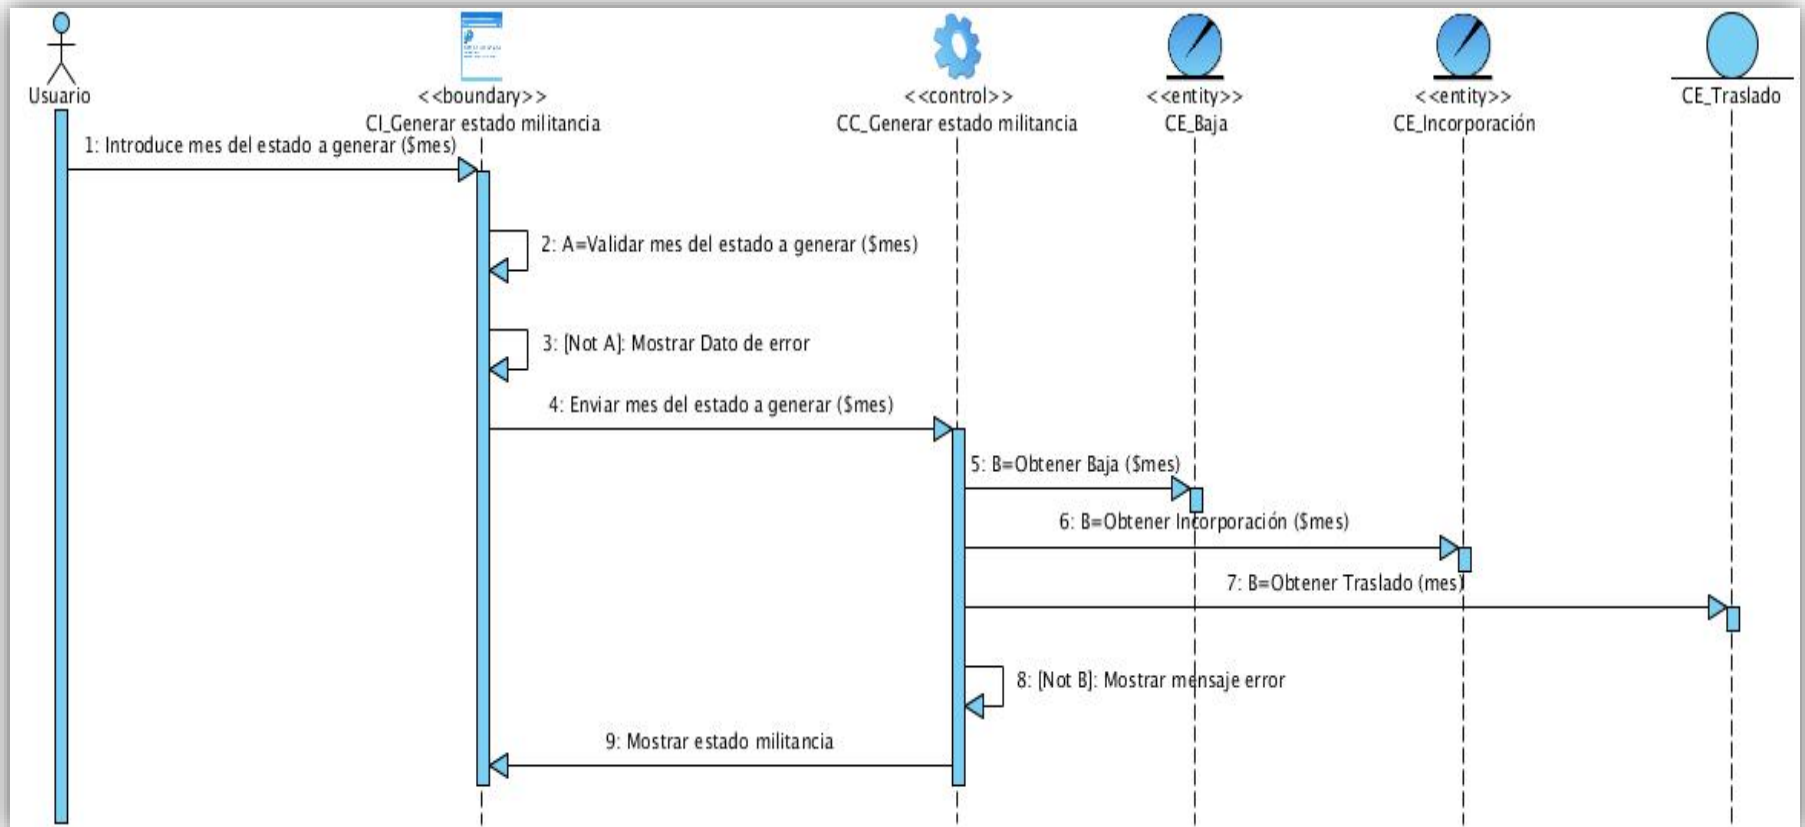 Usuario
<<boundary>>
CI_Generar estado militancia
<<control>>
CC_Generar estado militancia
<<entity>>
CE_Baja
<<entity>>
CE_Incorporación
CE_Traslado
1: Introduce mes del estado a generar ($mes)
2: A=Validar mes del estado a generar ($mes)
3: [Not A]: Mostrar Dato de error
4: Enviar mes del estado a generar ($mes)
5: B=Obtener Baja ($mes)
6: B=Obtener Incorporación ($mes)
7: B=Obtener Traslado (mes)
8: [Not B]: Mostrar mensaje error
9: Mostrar estado militancia